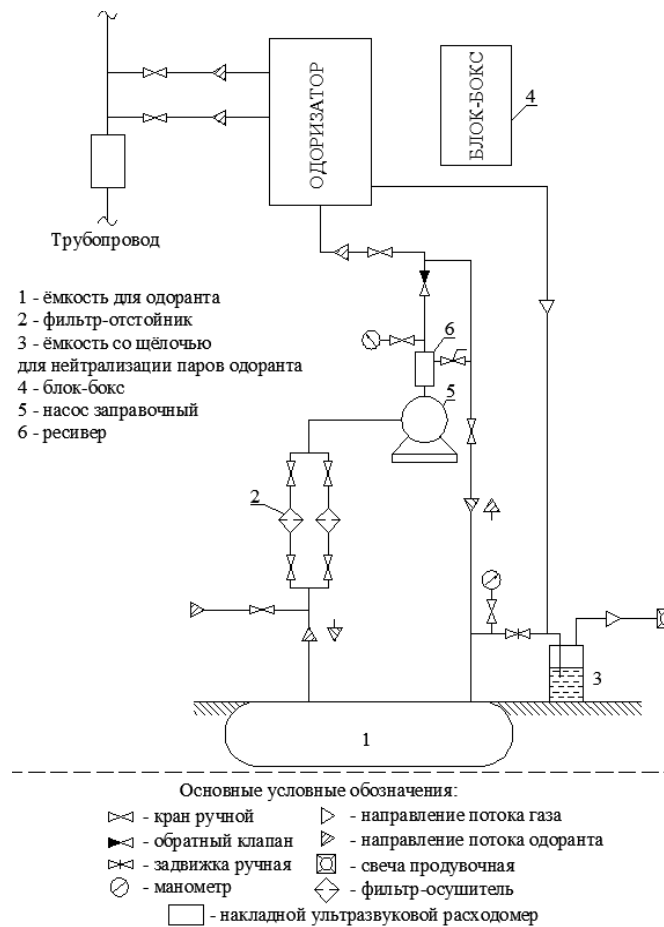 ОДОРИЗАТОР
БЛОК-БОКС
4
Трубопровод
1 - ёмкость для одоранта
2 - фильтр-отстойник
3 - ёмкость со щёлочью
для нейтрализации паров одоранта
4 - блок-бокс
5 - насос заправочный
6 - ресивер
6
5
2
3
1
Основные условные обозначения:
- кран ручной
- обратный клапан
- задвижка ручная
- манометр
- направление потока газа
- направление потока одоранта
- свеча продувочная
- фильтр-осушитель
- накладной ультразвуковой расходомер